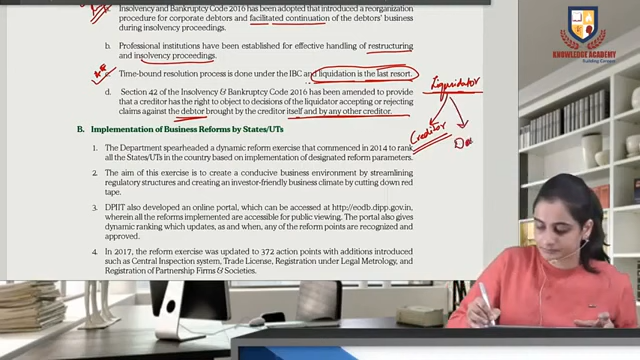 Insolvency and Bankruptcy Code 2016 has been adopted that introduced a reorganization
procedure for corporate debtors and facilitated continuation of the debtors' business
during insolvency proceedings.
b. Professional institutions have been established for effective handling of restructuring
and insolvency proceedings.
c. Time-bound resolution process is done under the IBC and liquidation is the last resort.
d. Section 42 of the Insolvency & Bankruptcy Code 2016 has been amended to provide
that a creditor has the right to object to decisions of the liquidator accepting or rejecting
claims against the debtor brought by the creditor itself and by any other creditor.
Liquidator
Creditor
De
B. Implementation of Business Reforms by States/UTs
1. The Department spearheaded a dynamic reform exercise that commenced in 2014 to rank
all the States/UTs in the country based on implementation of designated reform parameters.
2. The aim of this exercise is to create a conducive business environment by streamlining
regulatory structures and creating an investor-friendly business climate by cutting down red
tape.
3. DPIIT also developed an online portal, which can be accessed at http://eodb.dipp.gov.in,
wherein all the reforms implemented are accessible for public viewing. The portal also gives
dynamic ranking which updates, as and when, any of the reform points are recognized and
approved.
4. In 2017, the reform exercise was updated to 372 action points with additions introduced
such as Central Inspection system, Trade License, Registration under Legal Metrology, and
Registration of Partnership Firms & Societies.
KNOWLEDGE ACADEMY
Building Careers